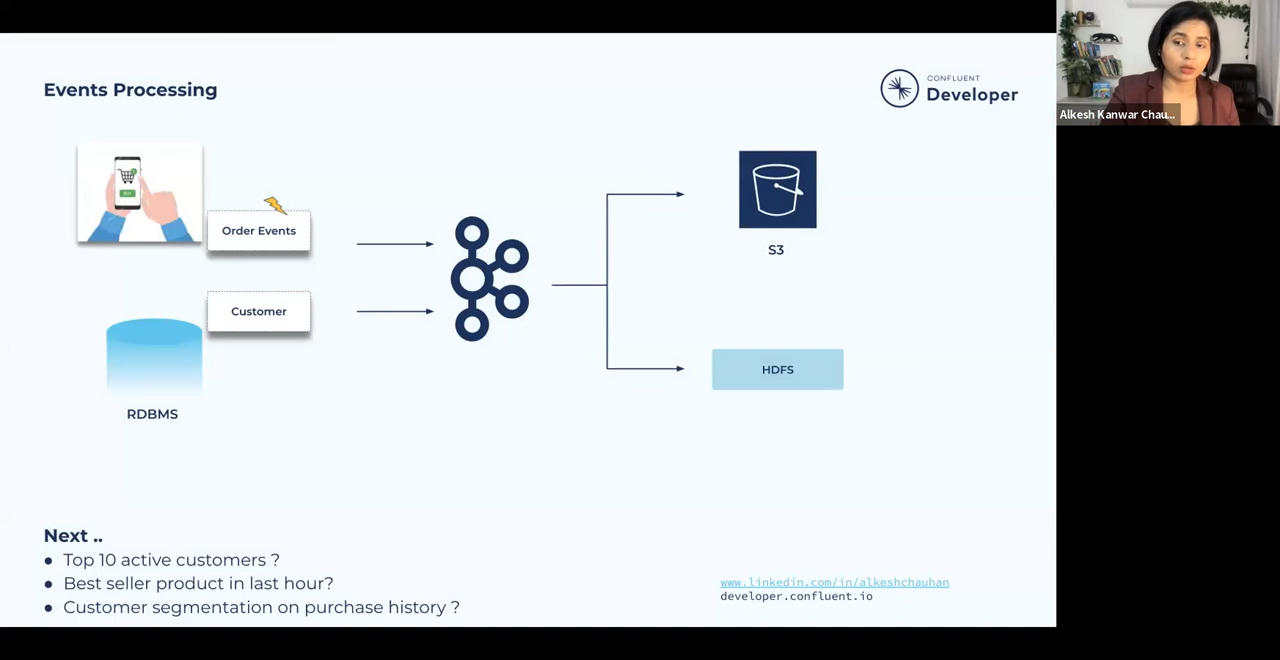 Events Processing
CONFLUENT
Developer
Alkesh Kanwar Chau...
Order Events
S3
Customer
HDFS
RDBMS
Next ..
● Top 10 active customers ?
● Best seller product in last hour?
● Customer segmentation on purchase history ?
www.linkedin.com/in/alkeshchauhan
developer.confluent.io